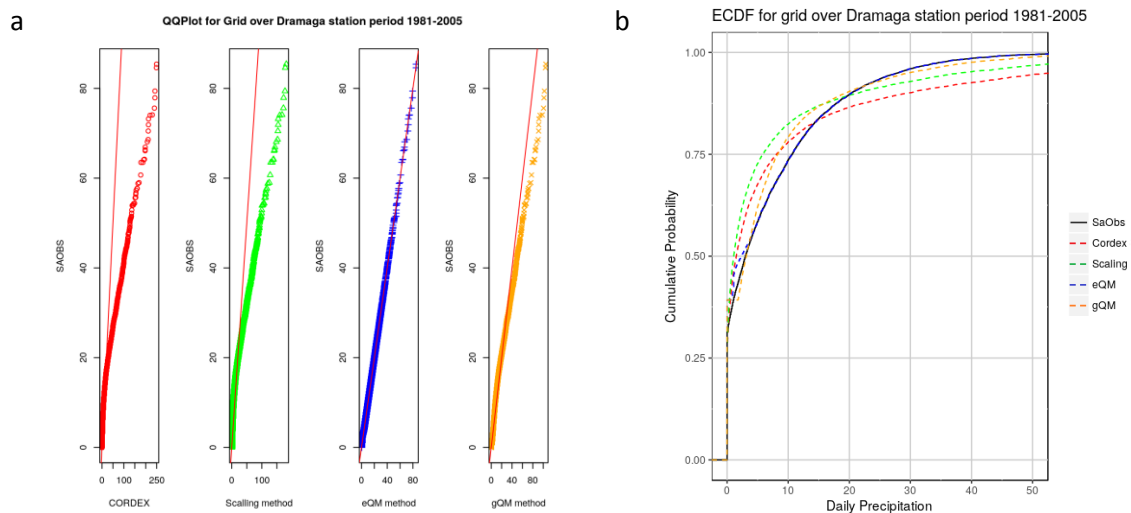 a
QQPlot for Grid over Dramaga station period 1981-2005
SAOBS
0 20 40 60 80
0 100 250
CORDEX
SAOBS
0 20 40 60 80
0 100
Scalling method
SAOBS
0 20 40 60 80
0 40 80
eQM method
SAOBS
0 20 40 60 80
0 40 80
gQM method
b
ECDF for grid over Dramaga station period 1981-2005
Cumulative Probability
1.00
0.75
0.50
0.25
0.00
0 10 20 30 40 50
Daily Precipitation
SaObs
Cordex
Scaling
eQM
gQM